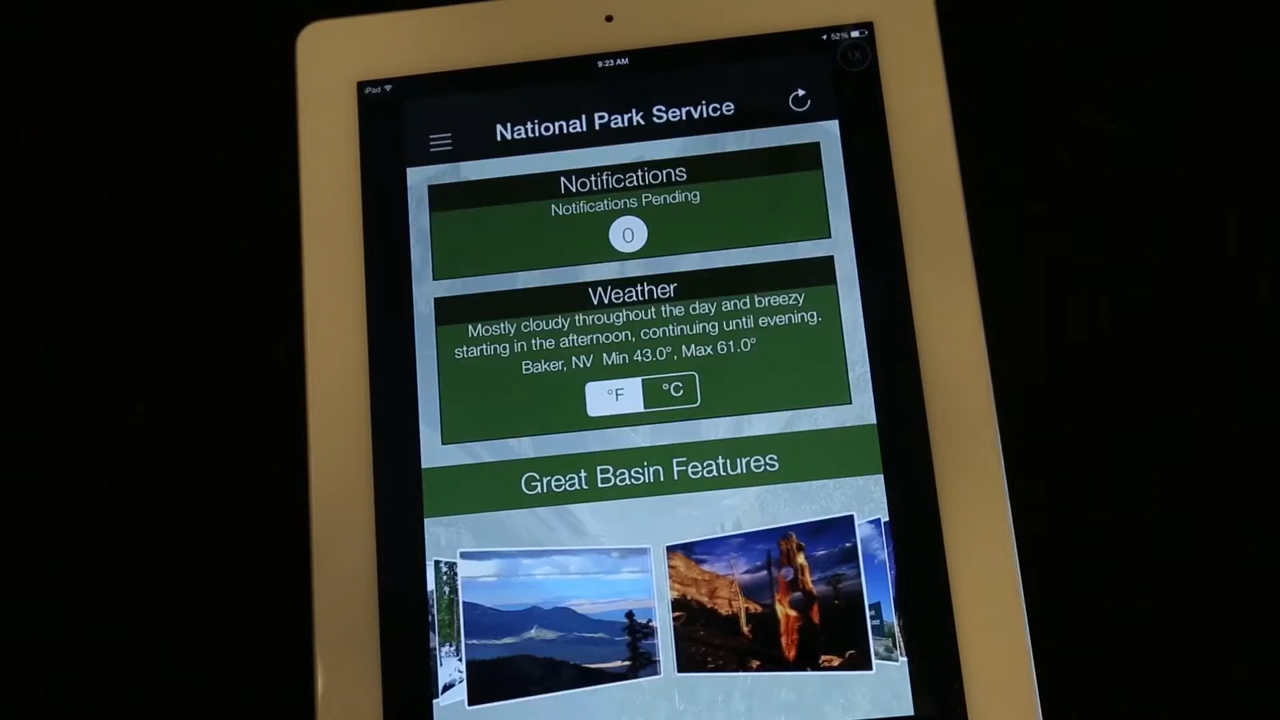 iPad
9:23 AM
52%
1X
National Park Service
Notifications
Notifications Pending
0
Weather
Mostly cloudy throughout the day and breezy
starting in the afternoon, continuing until evening.
Baker, NV Min 43.0°, Max 61.0°
°F °C
Great Basin Features